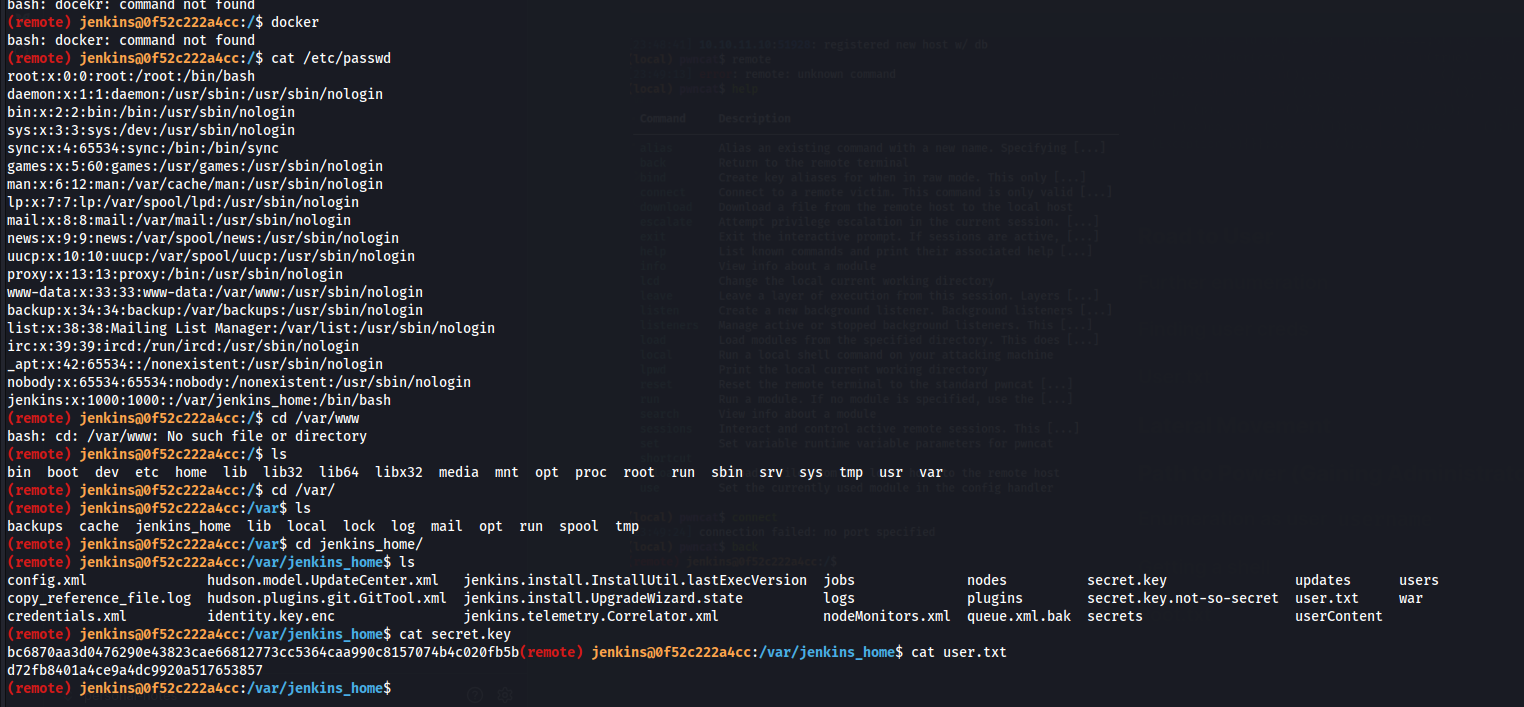 bash: docekr: command not found
(remote) jenkins@0f52c222a4cc:/$ docker
bash: docker: command not found
(remote) jenkins@0f52c222a4cc:/$ cat /etc/passwd
root:x:0:0:root:/root:/bin/bash
daemon:x:1:1:daemon:/usr/sbin:/usr/sbin/nologin
bin:x:2:2:bin:/bin:/usr/sbin/nologin
sys:x:3:3:sys:/dev:/usr/sbin/nologin
sync:x:4:65534:sync:/bin:/bin/sync
games:x:5:60:games:/usr/games:/usr/sbin/nologin
man:x:6:12:man:/var/cache/man:/usr/sbin/nologin
lp:x:7:7:lp:/var/spool/lpd:/usr/sbin/nologin
mail:x:8:8:mail:/var/mail:/usr/sbin/nologin
news:x:9:9:news:/var/spool/news:/usr/sbin/nologin
uucp:x:10:10:uucp:/var/spool/uucp:/usr/sbin/nologin
proxy:x:13:13:proxy:/bin:/usr/sbin/nologin
www-data:x:33:33:www-data:/var/www:/usr/sbin/nologin
backup:x:34:34:backup:/var/backups:/usr/sbin/nologin
list:x:38:38:Mailing List Manager:/var/list:/usr/sbin/nologin
irc:x:39:39:ircd:/run/ircd:/usr/sbin/nologin
_apt:x:42:65534::/nonexistent:/usr/sbin/nologin
nobody:x:65534:65534:nobody:/nonexistent:/usr/sbin/nologin
jenkins:x:1000:1000::/var/jenkins_home:/bin/bash
(remote) jenkins@0f52c222a4cc:/$ cd /var/www
bash: cd: /var/www: No such file or directory
(remote) jenkins@0f52c222a4cc:/$ ls
bin boot dev etc home lib lib32 lib64 libx32 media mnt opt proc root run sbin srv sys tmp usr var
(remote) jenkins@0f52c222a4cc:/$ cd /var/
(remote) jenkins@0f52c222a4cc:/var$ ls
backups cache jenkins_home lib local lock log mail opt run spool tmp
(remote) jenkins@0f52c222a4cc:/var$ cd jenkins_home/
(remote) jenkins@0f52c222a4cc:/var/jenkins_home$ ls
config.xml hudson.model.UpdateCenter.xml jenkins.install.InstallUtil.lastExecVersion jobs nodes secret.key updates users
copy_reference_file.log hudson.plugins.git.GitTool.xml jenkins.install.UpgradeWizard.state logs plugins secret.key.not-so-secret user.txt war
credentials.xml identity.key.enc jenkins.telemetry.Correlator.xml nodeMonitors.xml queue.xml.bak secrets userContent
(remote) jenkins@0f52c222a4cc:/var/jenkins_home$ cat secret.key
bc6870aa3d0476290e43823cae66812773cc5364caa990c8157074b4c020fb5b(remote) jenkins@0f52c222a4cc:/var/jenkins_home$ cat user.txt
d72fb8401a4ce9a4dc9920a517653857
(remote) jenkins@0f52c222a4cc:/var/jenkins_home$